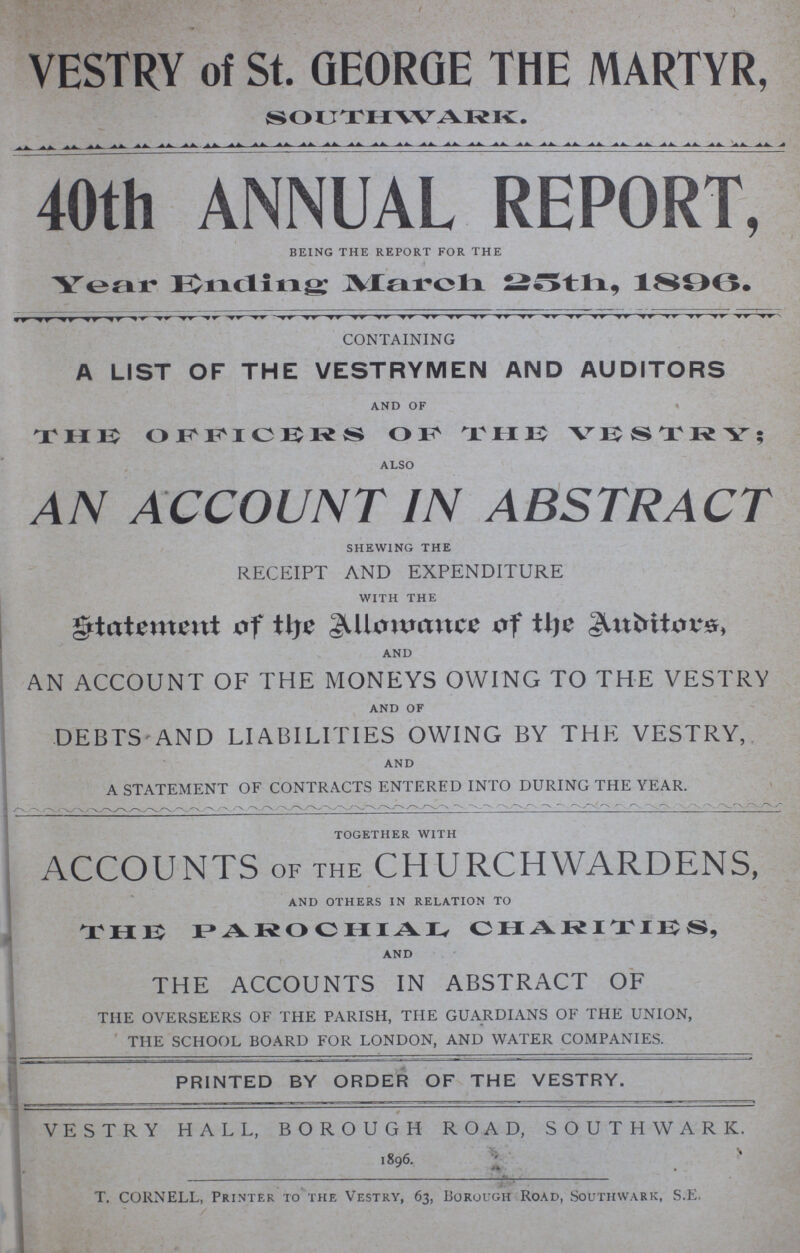 VESTRY of St. GEORGE THE MARTYR,
SOUTHWARK.
40th ANNUAL REPORT,
BEING THE REPORT FOR THE
Year Ending March 25th, 1896.
CONTAINING
A LIST OF THE VESTRYMEN AND AUDITORS
AND OF
THE OFFICERS OF THE VESTRY;
ALSO
AN ACCOUNT IN ABSTRACT
SHEWING THE
RECEIPT AND EXPENDITURE
WITH THE
Statement of the Allowance of the Auditors,
AND
AN ACCOUNT OF THE MONEYS OWING TO THE VESTRY
AND OF
DEBTS AND LIABILITIES OWING BY THE VESTRY,
AND
A STATEMENT OF CONTRACTS ENTERED INTO DURING THE YEAR.
TOGETHER WITH
ACCOUNTS OF THE CHURCHWARDENS,
AND OTHERS IN RELATION TO
THE PAROCHIAL CHARITIES,
AND
THE ACCOUNTS IN ABSTRACT OF
THE OVERSEERS OF THE PARISH, THE GUARDIANS OF THE UNION,
THE SCHOOL BOARD FOR LONDON, AND WATER COMPANIES.
PRINTED BY ORDER OF THE VESTRY.
VESTRY HALL, BOROUGH ROAD, SOUTHWARK.
1896.
T. CORNELL, PRINTER TO THE VESTRY, 63, BOROUGH ROAD, SOUTHWARK, S.E.